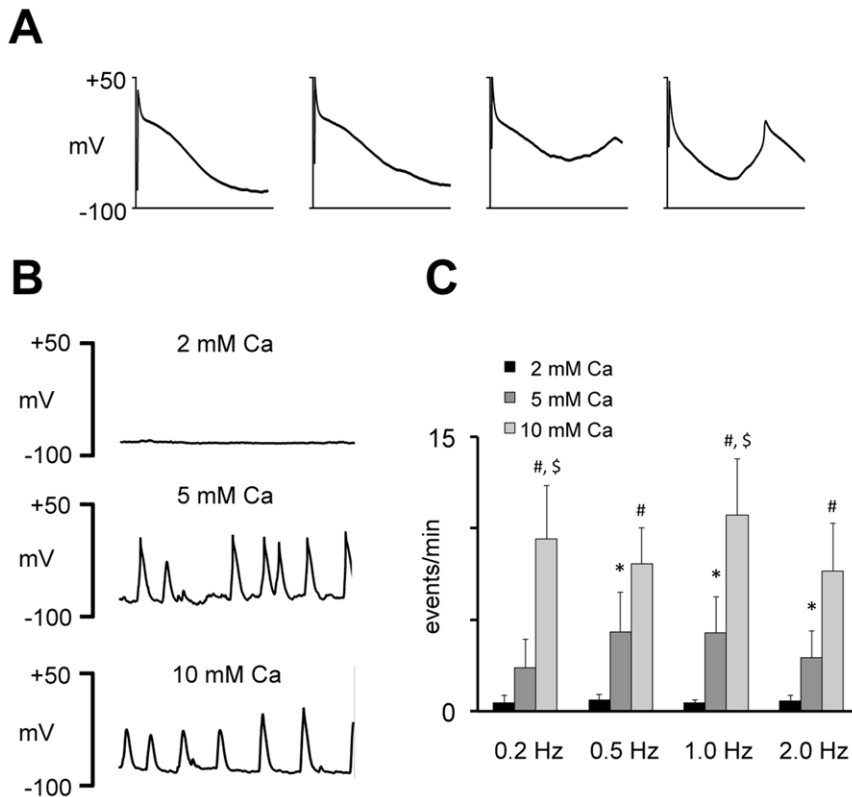 A
+50
mV
-100
B
2 mM Ca
+50
mV
-100
5 mM Ca
+50
mV
-100
10 mM Ca
+50
mV
-100
C
2 mM Ca
5 mM Ca
10 mM Ca
15
events/min
0
#, $
* #
* #, $
* #
0.2 Hz 0.5 Hz 1.0 Hz 2.0 Hz